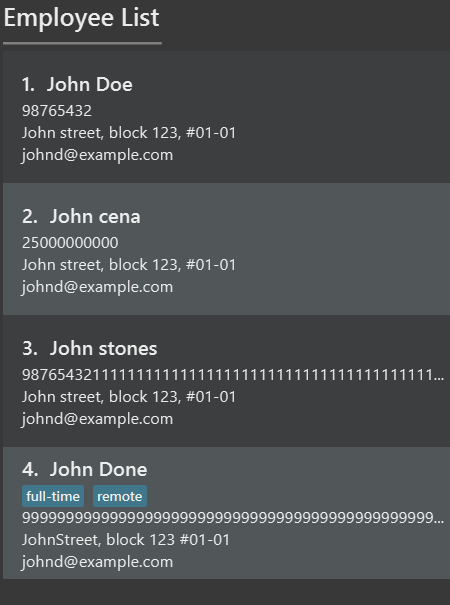 Employee List
1. John Doe
98765432
John street, block 123, #01-01
johnd@example.com
2. John cena
25000000000
John street, block 123, #01-01
johnd@example.com
3. John stones
98765432111111111111111111111111111111111111111111...
John street, block 123, #01-01
johnd@example.com
4. John Done
full-time remote
99999999999999999999999999999999999999999999999...
JohnStreet, block 123 #01-01
johnd@example.com